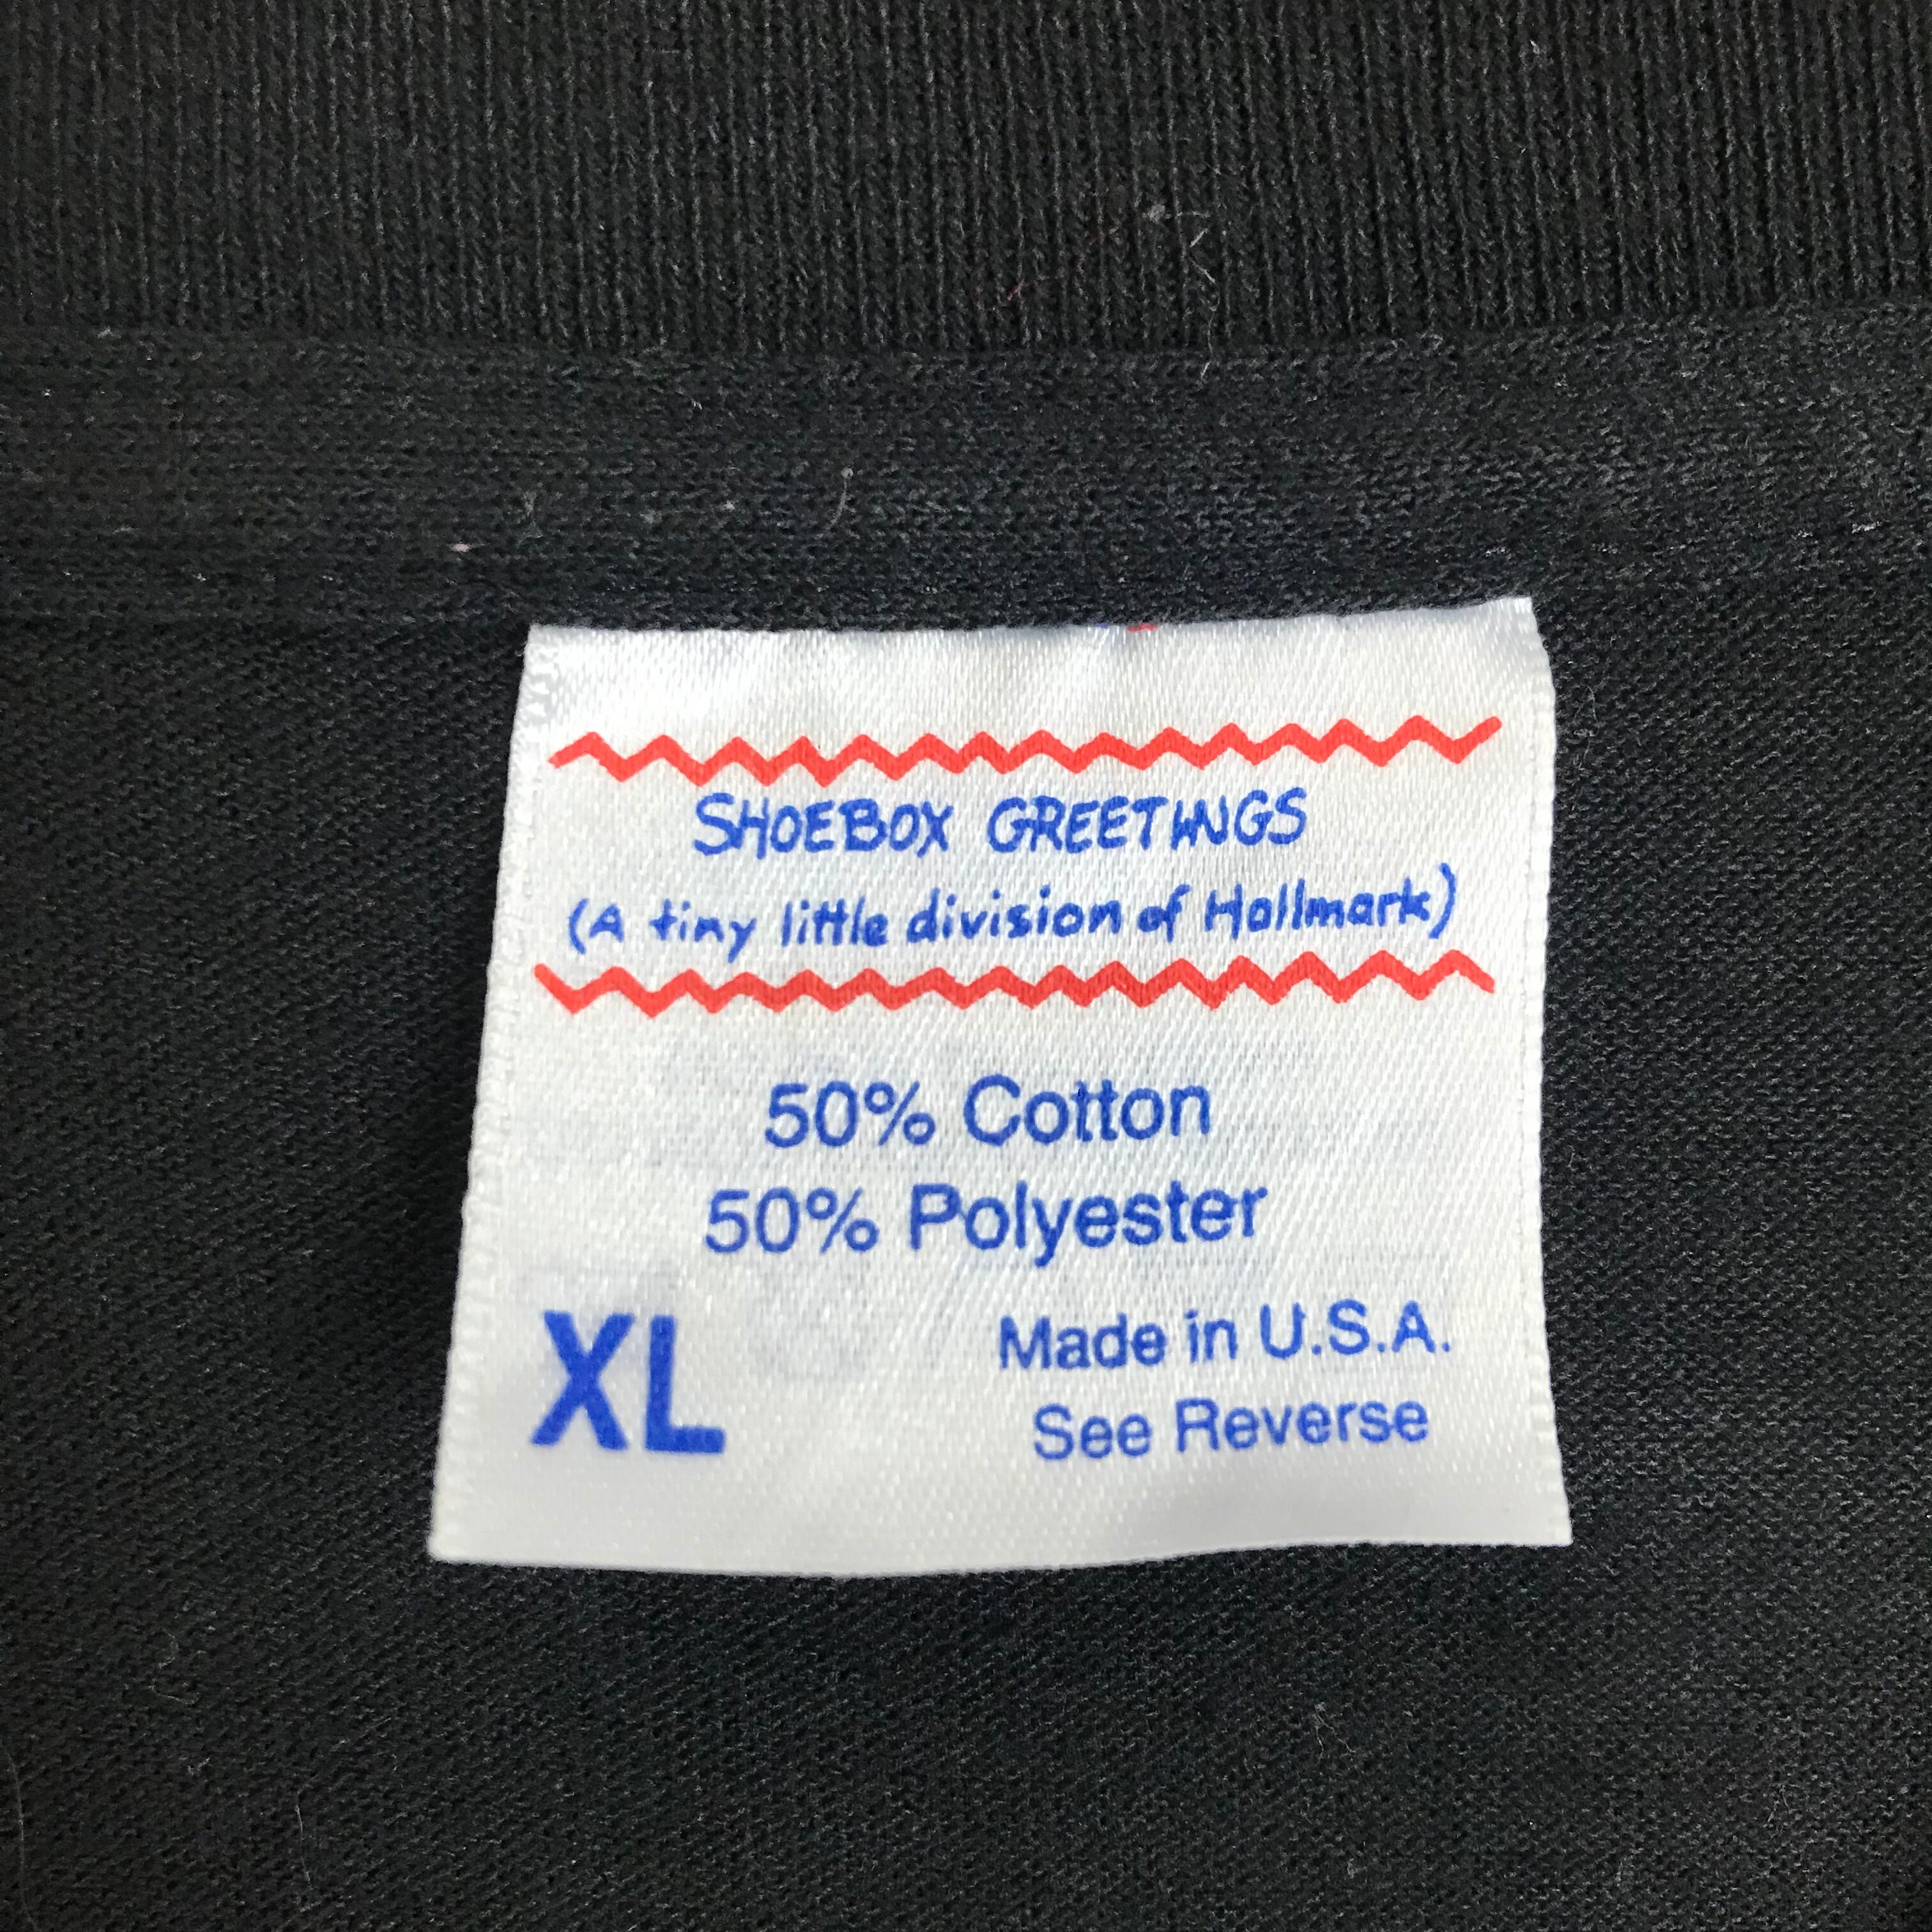 SHOEBOX GREETINGS
(A tiny little division of Hallmark)
50% Cotton
50% Polyester
XL
Made in U.S.A.
See Reverse